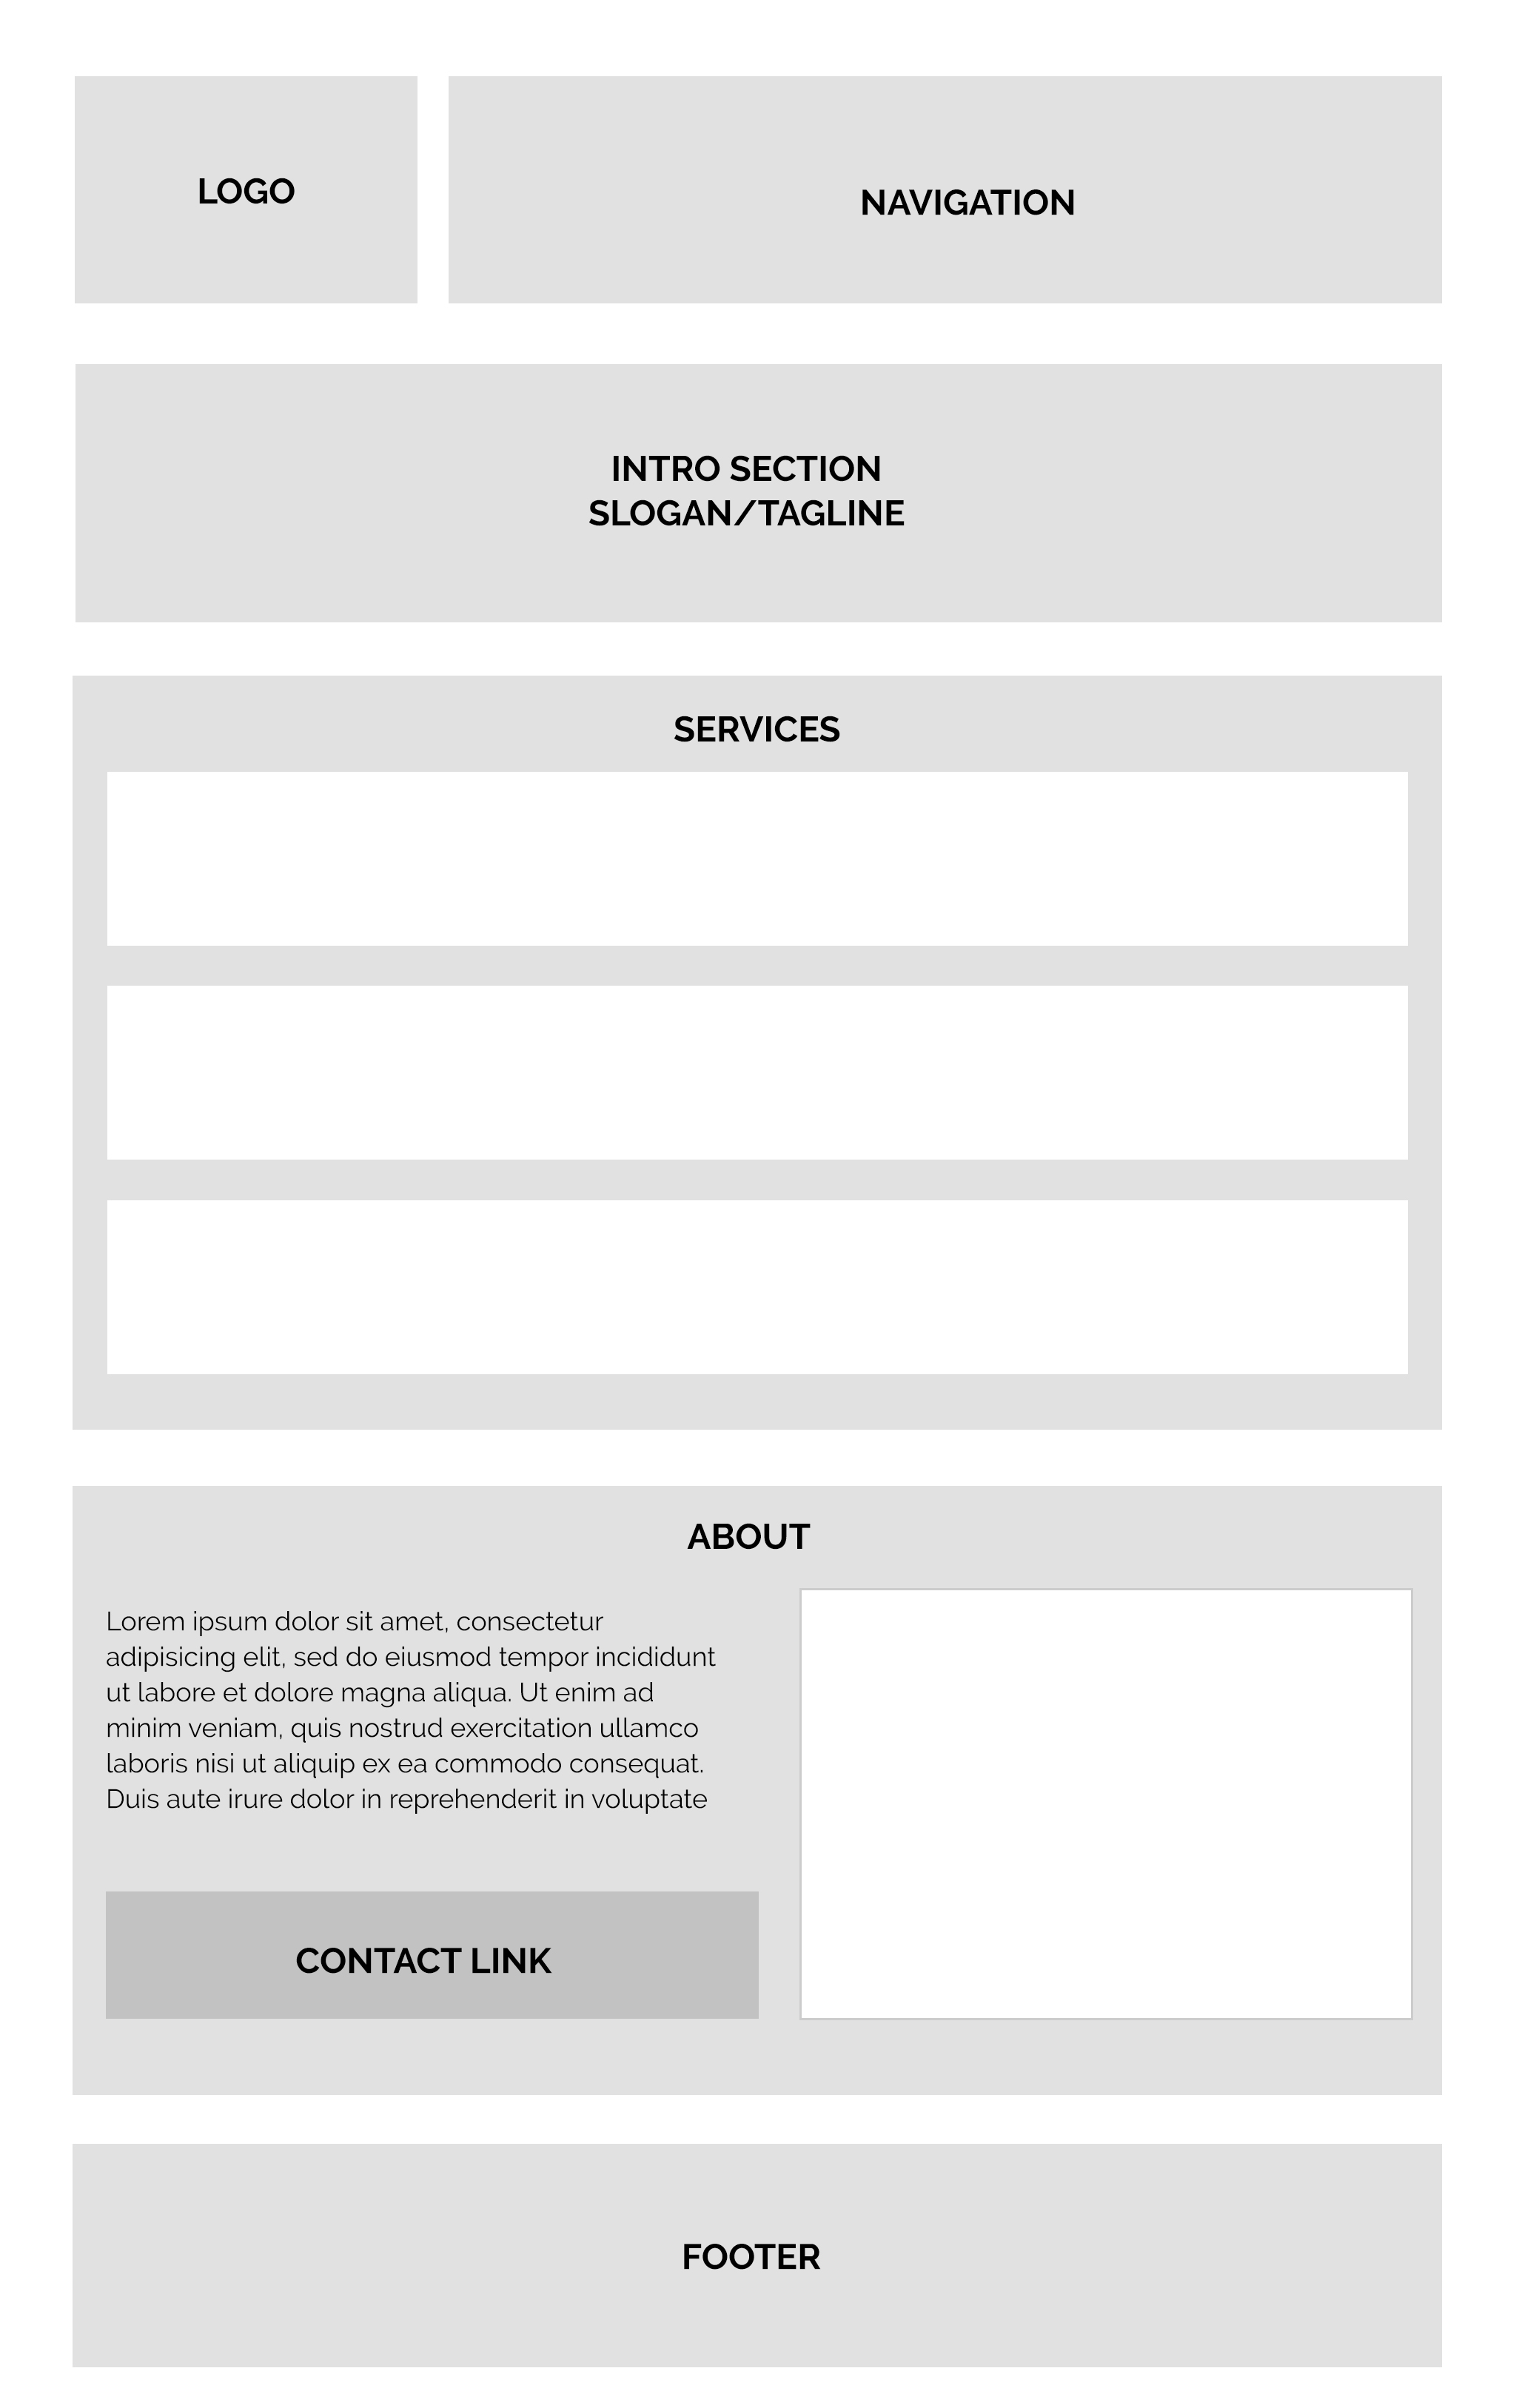 LOGO
NAVIGATION
INTRO SECTION
SLOGAN/TAGLINE
SERVICES
ABOUT
Lorem ipsum dolor sit amet, consectetur
adipisicing elit, sed do eiusmod tempor incididunt
ut labore et dolore magna aliqua. Ut enim ad
minim veniam, quis nostrud exercitation ullamco
laboris nisi ut aliquip ex ea commodo consequat.
Duis aute irure dolor in reprehenderit in voluptate
CONTACT LINK
FOOTER